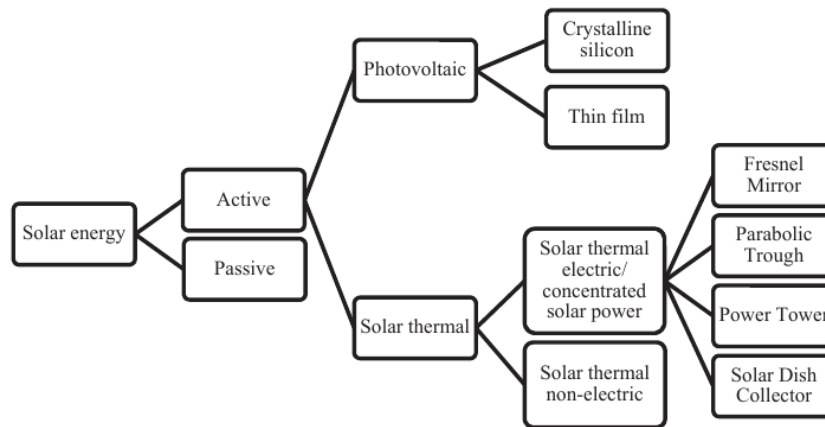 Crystalline
silicon
Photovoltaic
Thin film
Fresnel
Mirror
Active
Solar energy
Passive
Solar thermal
electric/
concentrated
solar power
Parabolic
Trough
Power Tower
Solar thermal
Solar thermal
non-electric
Solar Dish
Collector